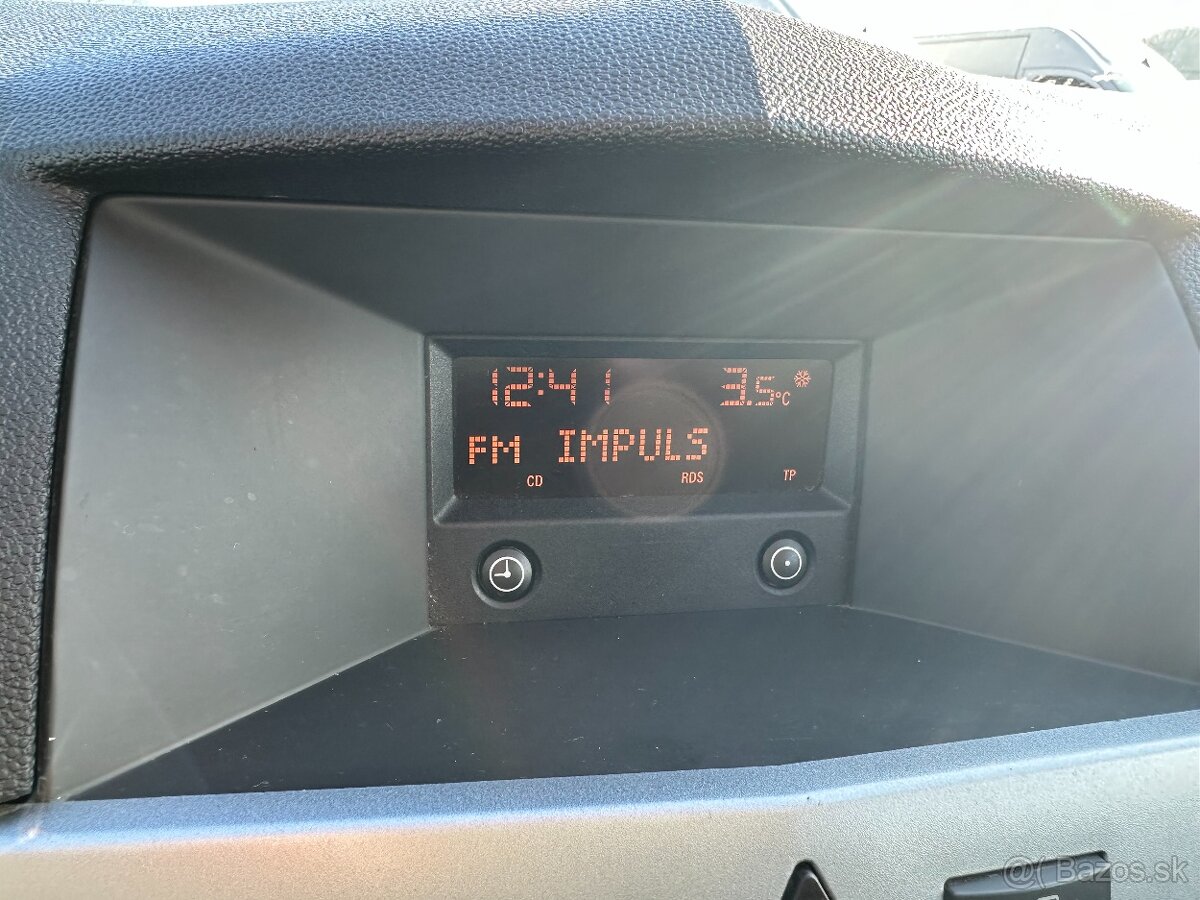 12:41 3.5°C
FM IMPULS
CD RDS TP
Bazos.sk